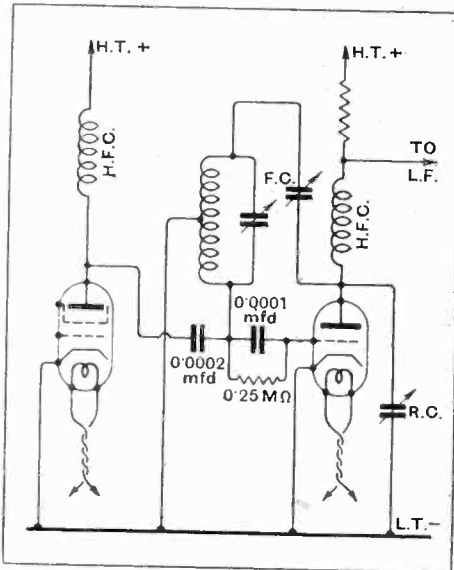 H.T. +
H.T. +
H.F.C.
TO
L.F.
F.C.
H.F.C.
0·0001
mfd
0·0002
mfd
0·25 MΩ
R.C.
L.T.-